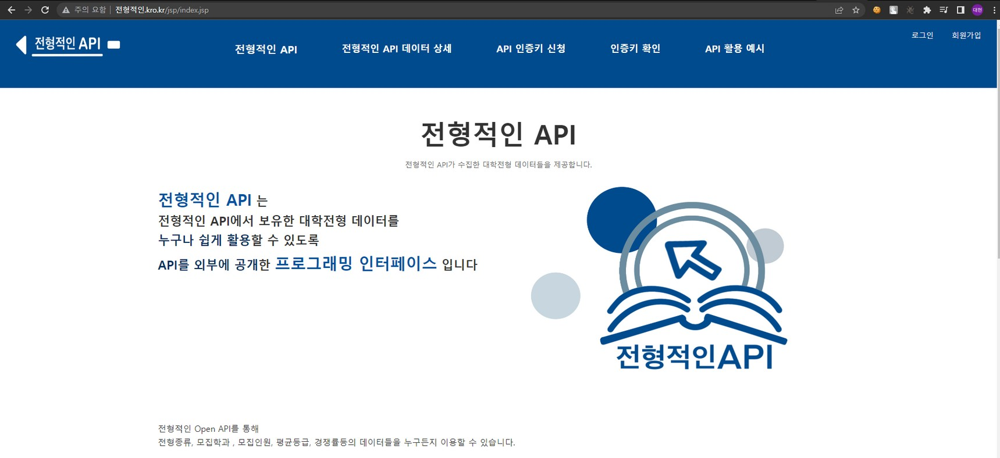 주의 요함 전형적인.kro.kr/jsp/index.jsp
대현
로그인 회원가입
전형적인 API
전형적인 API 전형적인 API 데이터 상세 API 인증키 신청 인증키 확인 API 활용 예시
전형적인 API
전형적인 API가 수집한 대학전형 데이터들을 제공합니다.
전형적인 API 는
전형적인 API에서 보유한 대학전형 데이터를
누구나 쉽게 활용할 수 있도록
API를 외부에 공개한 프로그래밍 인터페이스 입니다
전형적인API
전형적인 Open API를 통해
전형종류, 모집학과 , 모집인원, 평균등급, 경쟁률등의 데이터들을 누구든지 이용할 수 있습니다.